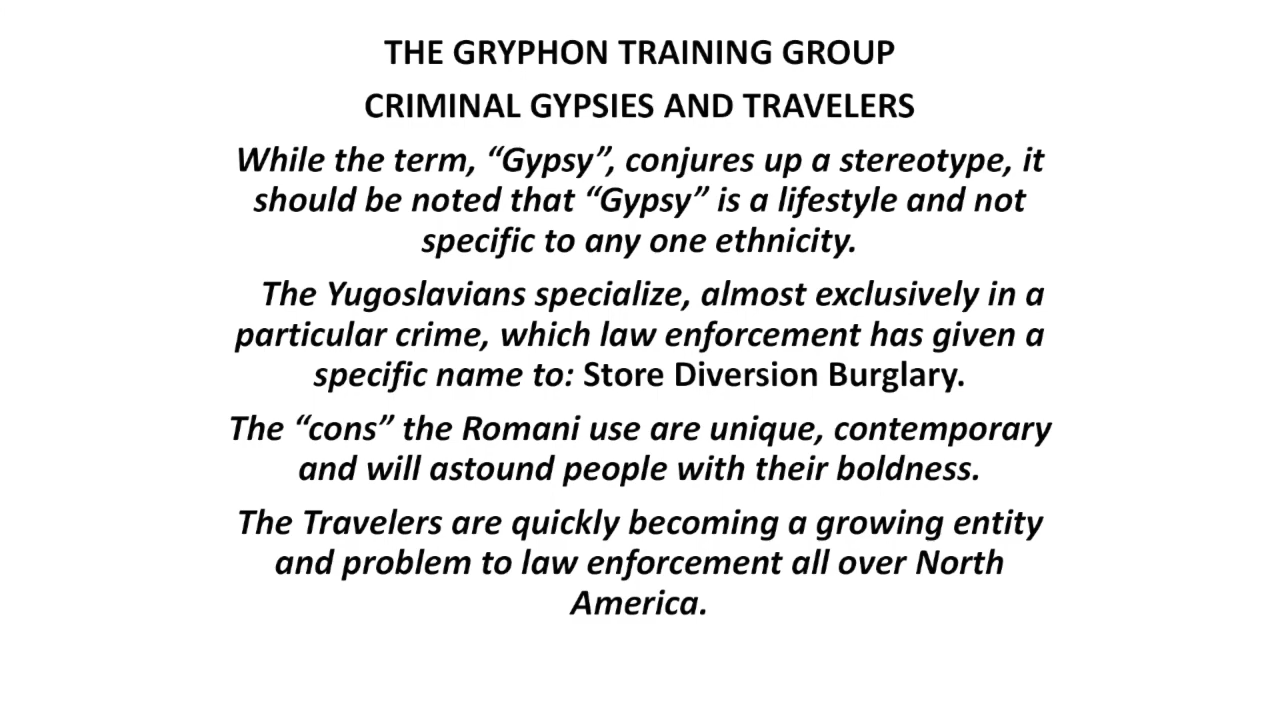 THE GRYPHON TRAINING GROUP
CRIMINAL GYPSIES AND TRAVELERS
While the term, “Gypsy”, conjures up a stereotype, it
should be noted that “Gypsy” is a lifestyle and not
specific to any one ethnicity.
The Yugoslavians specialize, almost exclusively in a
particular crime, which law enforcement has given a
specific name to: Store Diversion Burglary.
The “cons” the Romani use are unique, contemporary
and will astound people with their boldness.
The Travelers are quickly becoming a growing entity
and problem to law enforcement all over North
America.